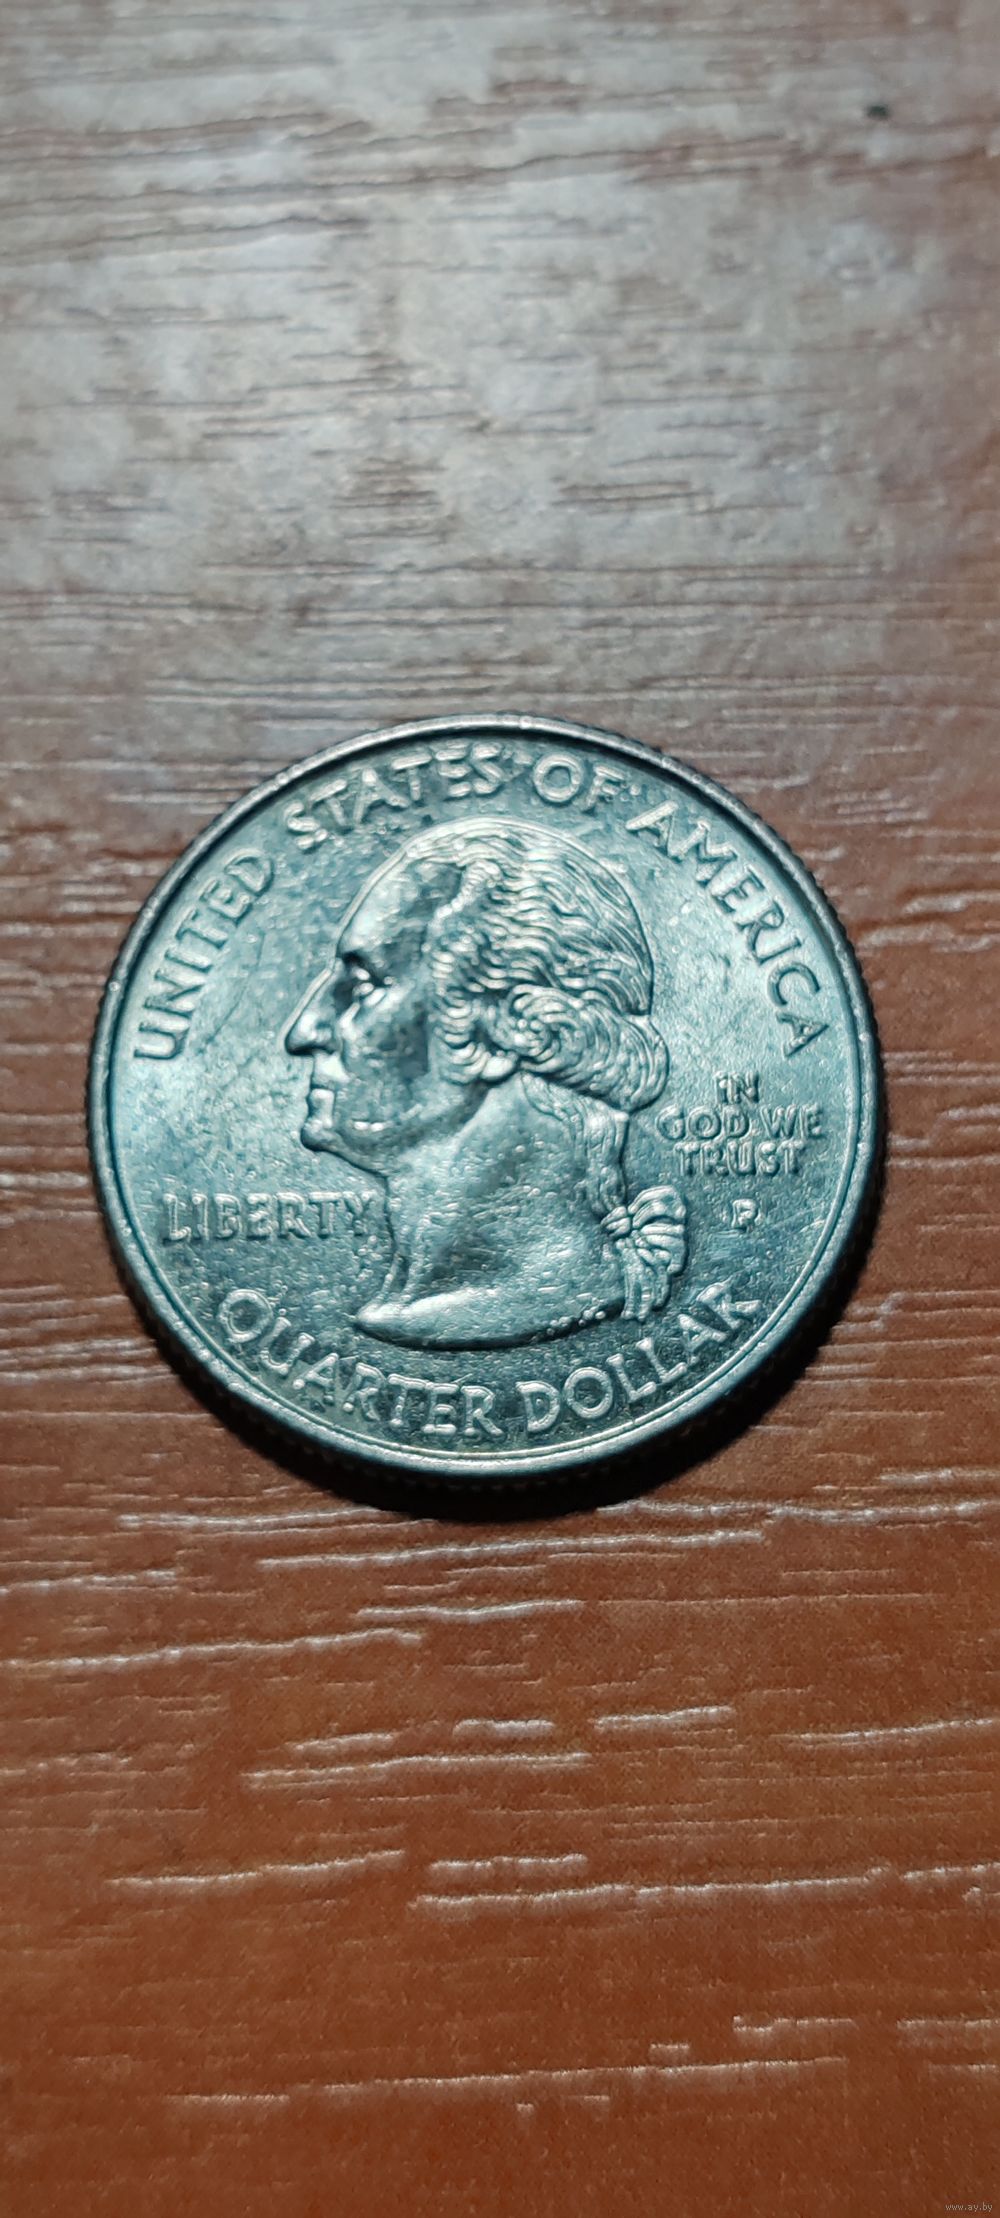 UNITED STATES OF AMERICA
LIBERTY
IN
GOD WE
TRUST
P
QUARTER DOLLAR
www.ay.by